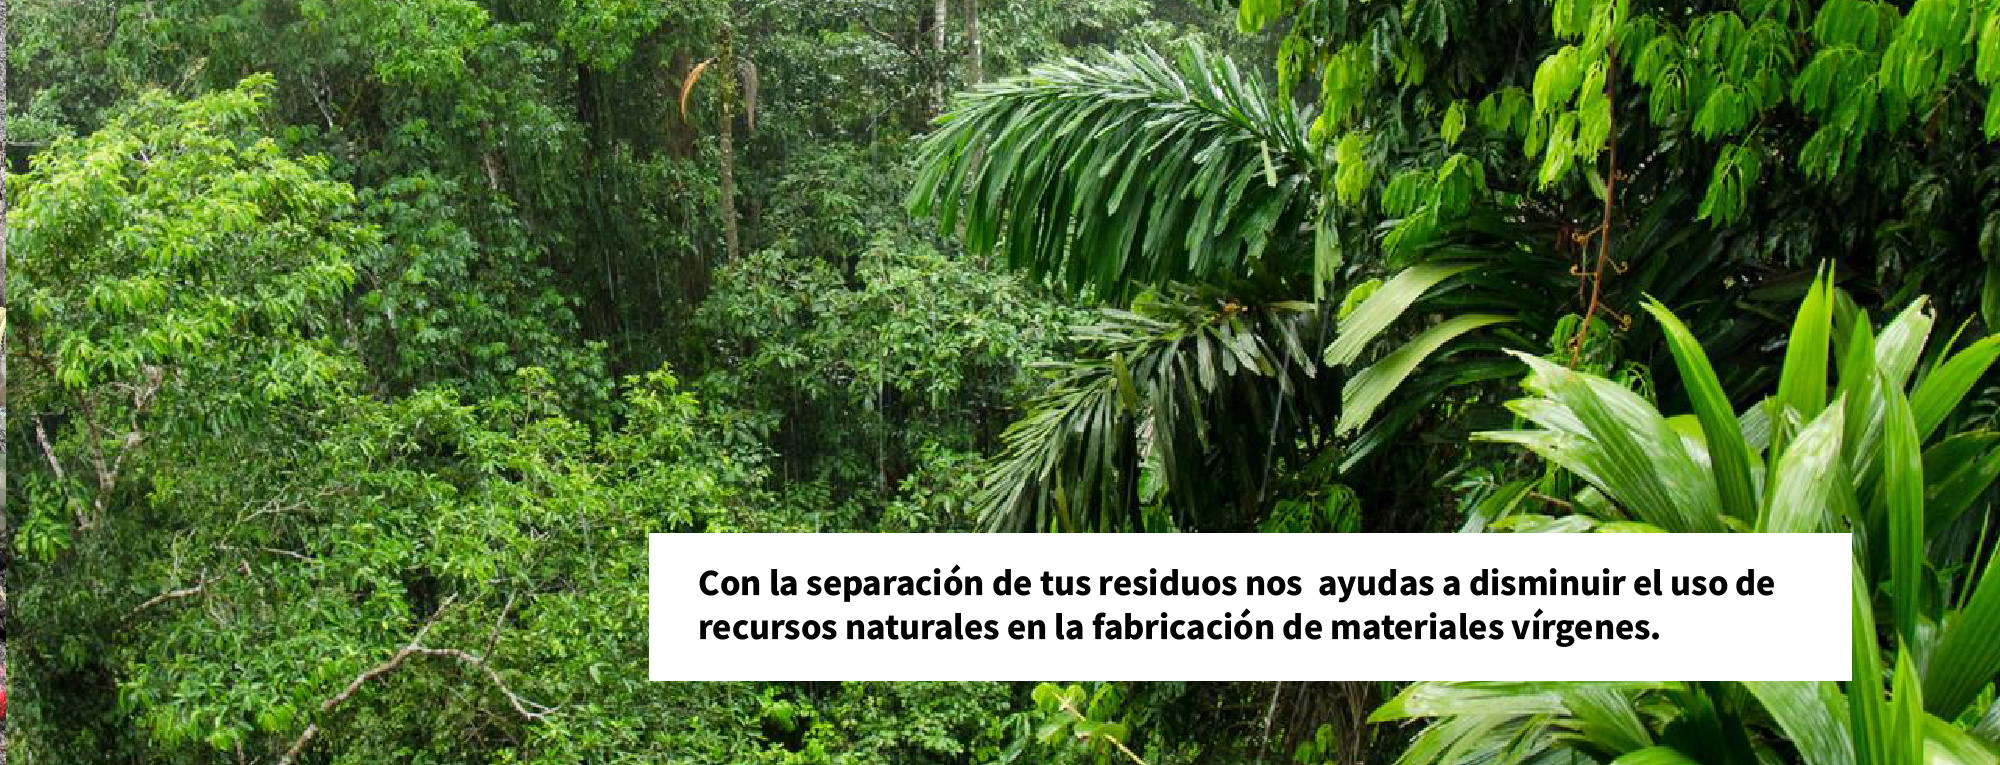 Con la separación de tus residuos nos  ayudas a disminuir el uso de
recursos naturales en la fabricación de materiales vírgenes.